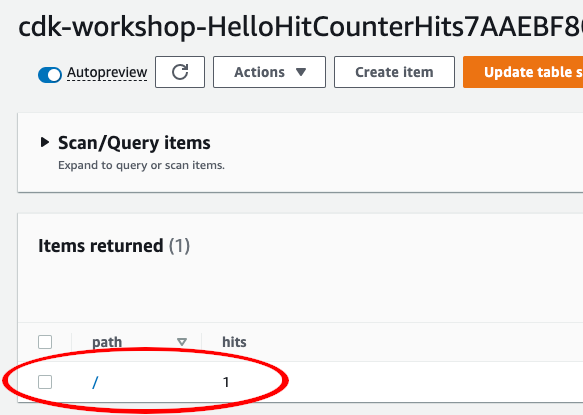 cdk-workshop-HelloHitCounterHits7AAEBF8
Autopreview Actions Create item Update table s
Scan/Query items
Expand to query or scan items.
Items returned (1)
path hits
/ 1